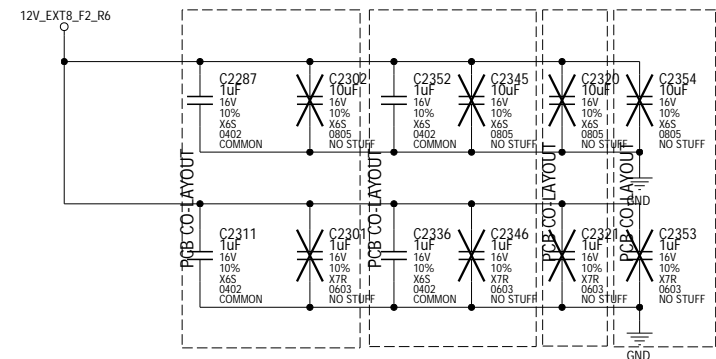 12V_EXT8_F2_R6
C2287
1uF
16V
10%
X6S
0402
COMMON
C2302
10uF
16V
10%
X6S
0805
NO STUFF
C2352
1uF
16V
10%
X6S
0402
COMMON
C2345
10uF
16V
10%
X6S
0805
NO STUFF
C2320
10uF
16V
10%
X6S
0805
NO STUFF
C2354
10uF
16V
10%
X6S
0805
NO STUFF
GND
PCB CO-LAYOUT
PCB CO-LAYOUT
PCB CO-LAYOUT
PCB CO-LAYOUT
C2311
1uF
16V
10%
X6S
0402
COMMON
C2301
1uF
16V
10%
X7R
0603
NO STUFF
C2336
1uF
16V
10%
X6S
0402
COMMON
C2346
1uF
16V
10%
X7R
0603
NO STUFF
C2321
1uF
16V
10%
X7R
0603
NO STUFF
C2353
1uF
16V
10%
X7R
0603
NO STUFF
GND